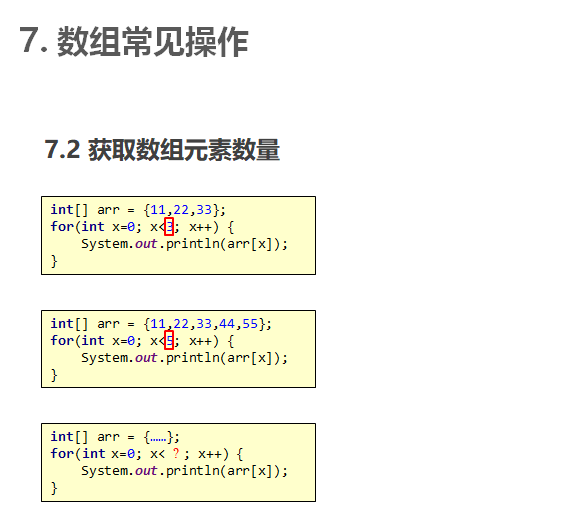 7. 数组常见操作
7.2 获取数组元素数量
int[] arr = {11,22,33};
for(int x=0; x<3; x++) {
    System.out.println(arr[x]);
}
int[] arr = {11,22,33,44,55};
for(int x=0; x<5; x++) {
    System.out.println(arr[x]);
}
int[] arr = {……};
for(int x=0; x< ？; x++) {
    System.out.println(arr[x]);
}